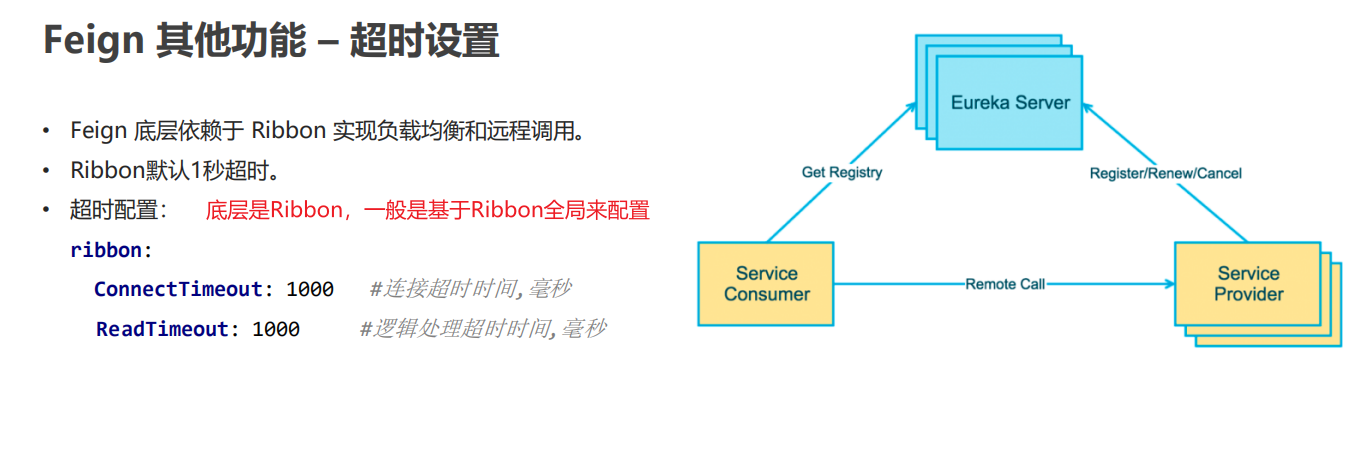 Feign 其他功能 – 超时设置
• Feign 底层依赖于 Ribbon 实现负载均衡和远程调用。
• Ribbon默认1秒超时。
• 超时配置： 底层是Ribbon，一般是基于Ribbon全局来配置
ribbon:
ConnectTimeout: 1000 #连接超时时间,毫秒
ReadTimeout: 1000 #逻辑处理超时时间,毫秒
Eureka Server
Get Registry
Register/Renew/Cancel
Service
Consumer
Remote Call
Service
Provider